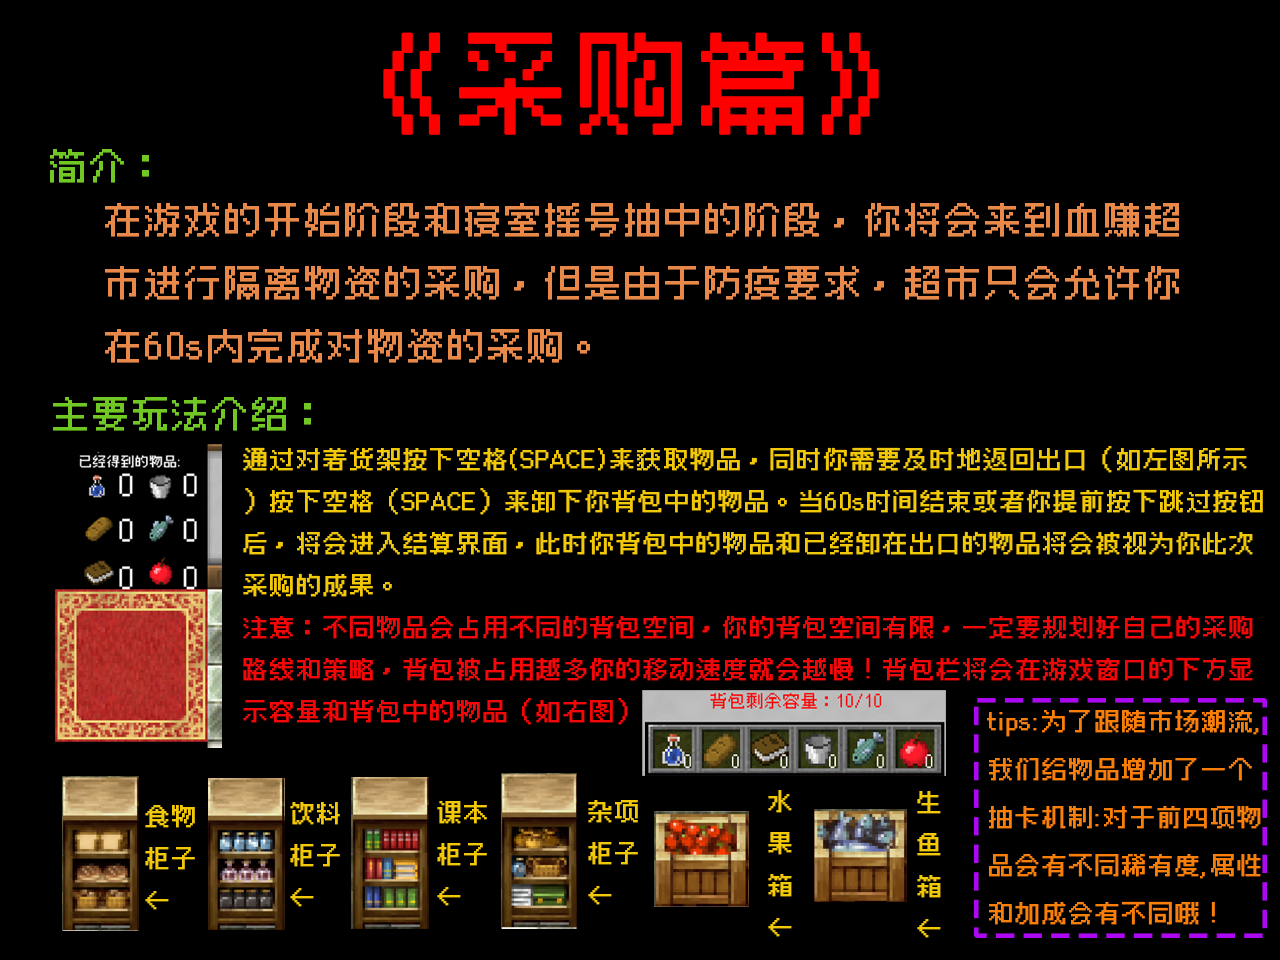 《采购篇》
简介：
在游戏的开始阶段和寝室摇号抽中的阶段，你将会来到血赚超
市进行隔离物资的采购，但是由于防疫要求，超市只会允许你
在60s内完成对物资的采购。
主要玩法介绍：
已经得到的物品:
0 0
0 0
0 0
通过对着货架按下空格(SPACE)来获取物品，同时你需要及时地返回出口（如左图所示
）按下空格（SPACE）来卸下你背包中的物品。当60s时间结束或者你提前按下跳过按钮
后，将会进入结算界面，此时你背包中的物品和已经卸在出口的物品将会被视为你此次
采购的成果。
注意：不同物品会占用不同的背包空间，你的背包空间有限，一定要规划好自己的采购
路线和策略，背包被占用越多你的移动速度就会越慢！背包栏将会在游戏窗口的下方显
示容量和背包中的物品（如右图）
背包剩余容量：10/10
0 0 0 0 0 0
tips:为了跟随市场潮流,
我们给物品增加了一个
抽卡机制:对于前四项物
品会有不同稀有度,属性
和加成会有不同哦！
食物
柜子
←
饮料
柜子
←
课本
柜子
←
杂项
柜子
←
水
果
箱
←
生
鱼
箱
←